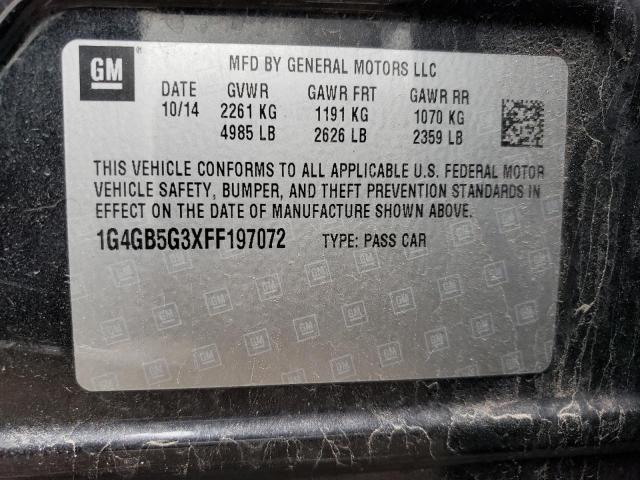 GM
MFD BY GENERAL MOTORS LLC
DATE GVWR GAWR FRT GAWR RR
10/14 2261 KG 1191 KG 1070 KG
4985 LB 2626 LB 2359 LB
THIS VEHICLE CONFORMS TO ALL APPLICABLE U.S. FEDERAL MOTOR
VEHICLE SAFETY, BUMPER, AND THEFT PREVENTION STANDARDS IN
EFFECT ON THE DATE OF MANUFACTURE SHOWN ABOVE.
1G4GB5G3XFF197072 TYPE: PASS CAR